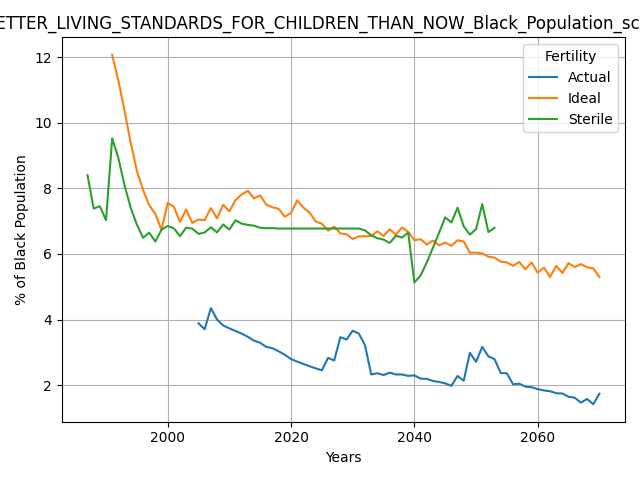 ETTER_LIVING_STANDARDS_FOR_CHILDREN_THAN_NOW_Black_Population_sc
Fertility
Actual
Ideal
Sterile
% of Black Population
12
10
8
6
4
2
2000 2020 2040 2060
Years